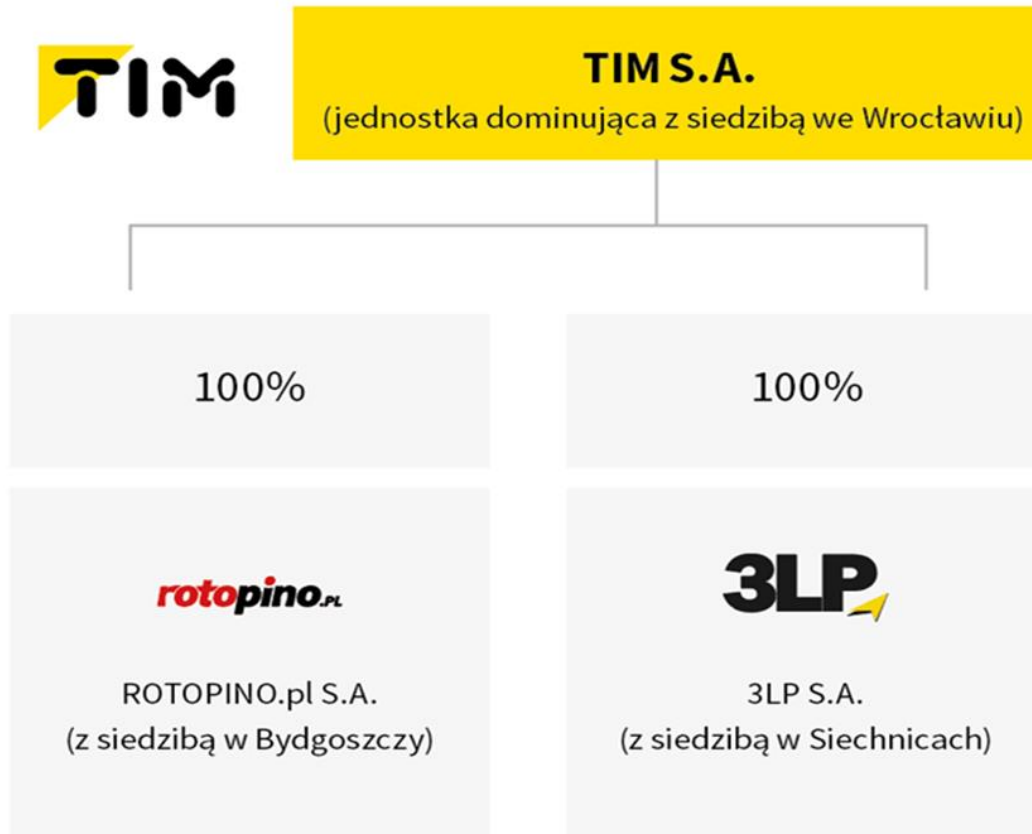 TIM
TIM S.A.
(jednostka dominująca z siedzibą we Wrocławiu)
100%
100%
rotopino.PL
3LP
ROTOPINO.pl S.A.
(z siedzibą w Bydgoszczy)
3LP S.A.
(z siedzibą w Siechnicach)